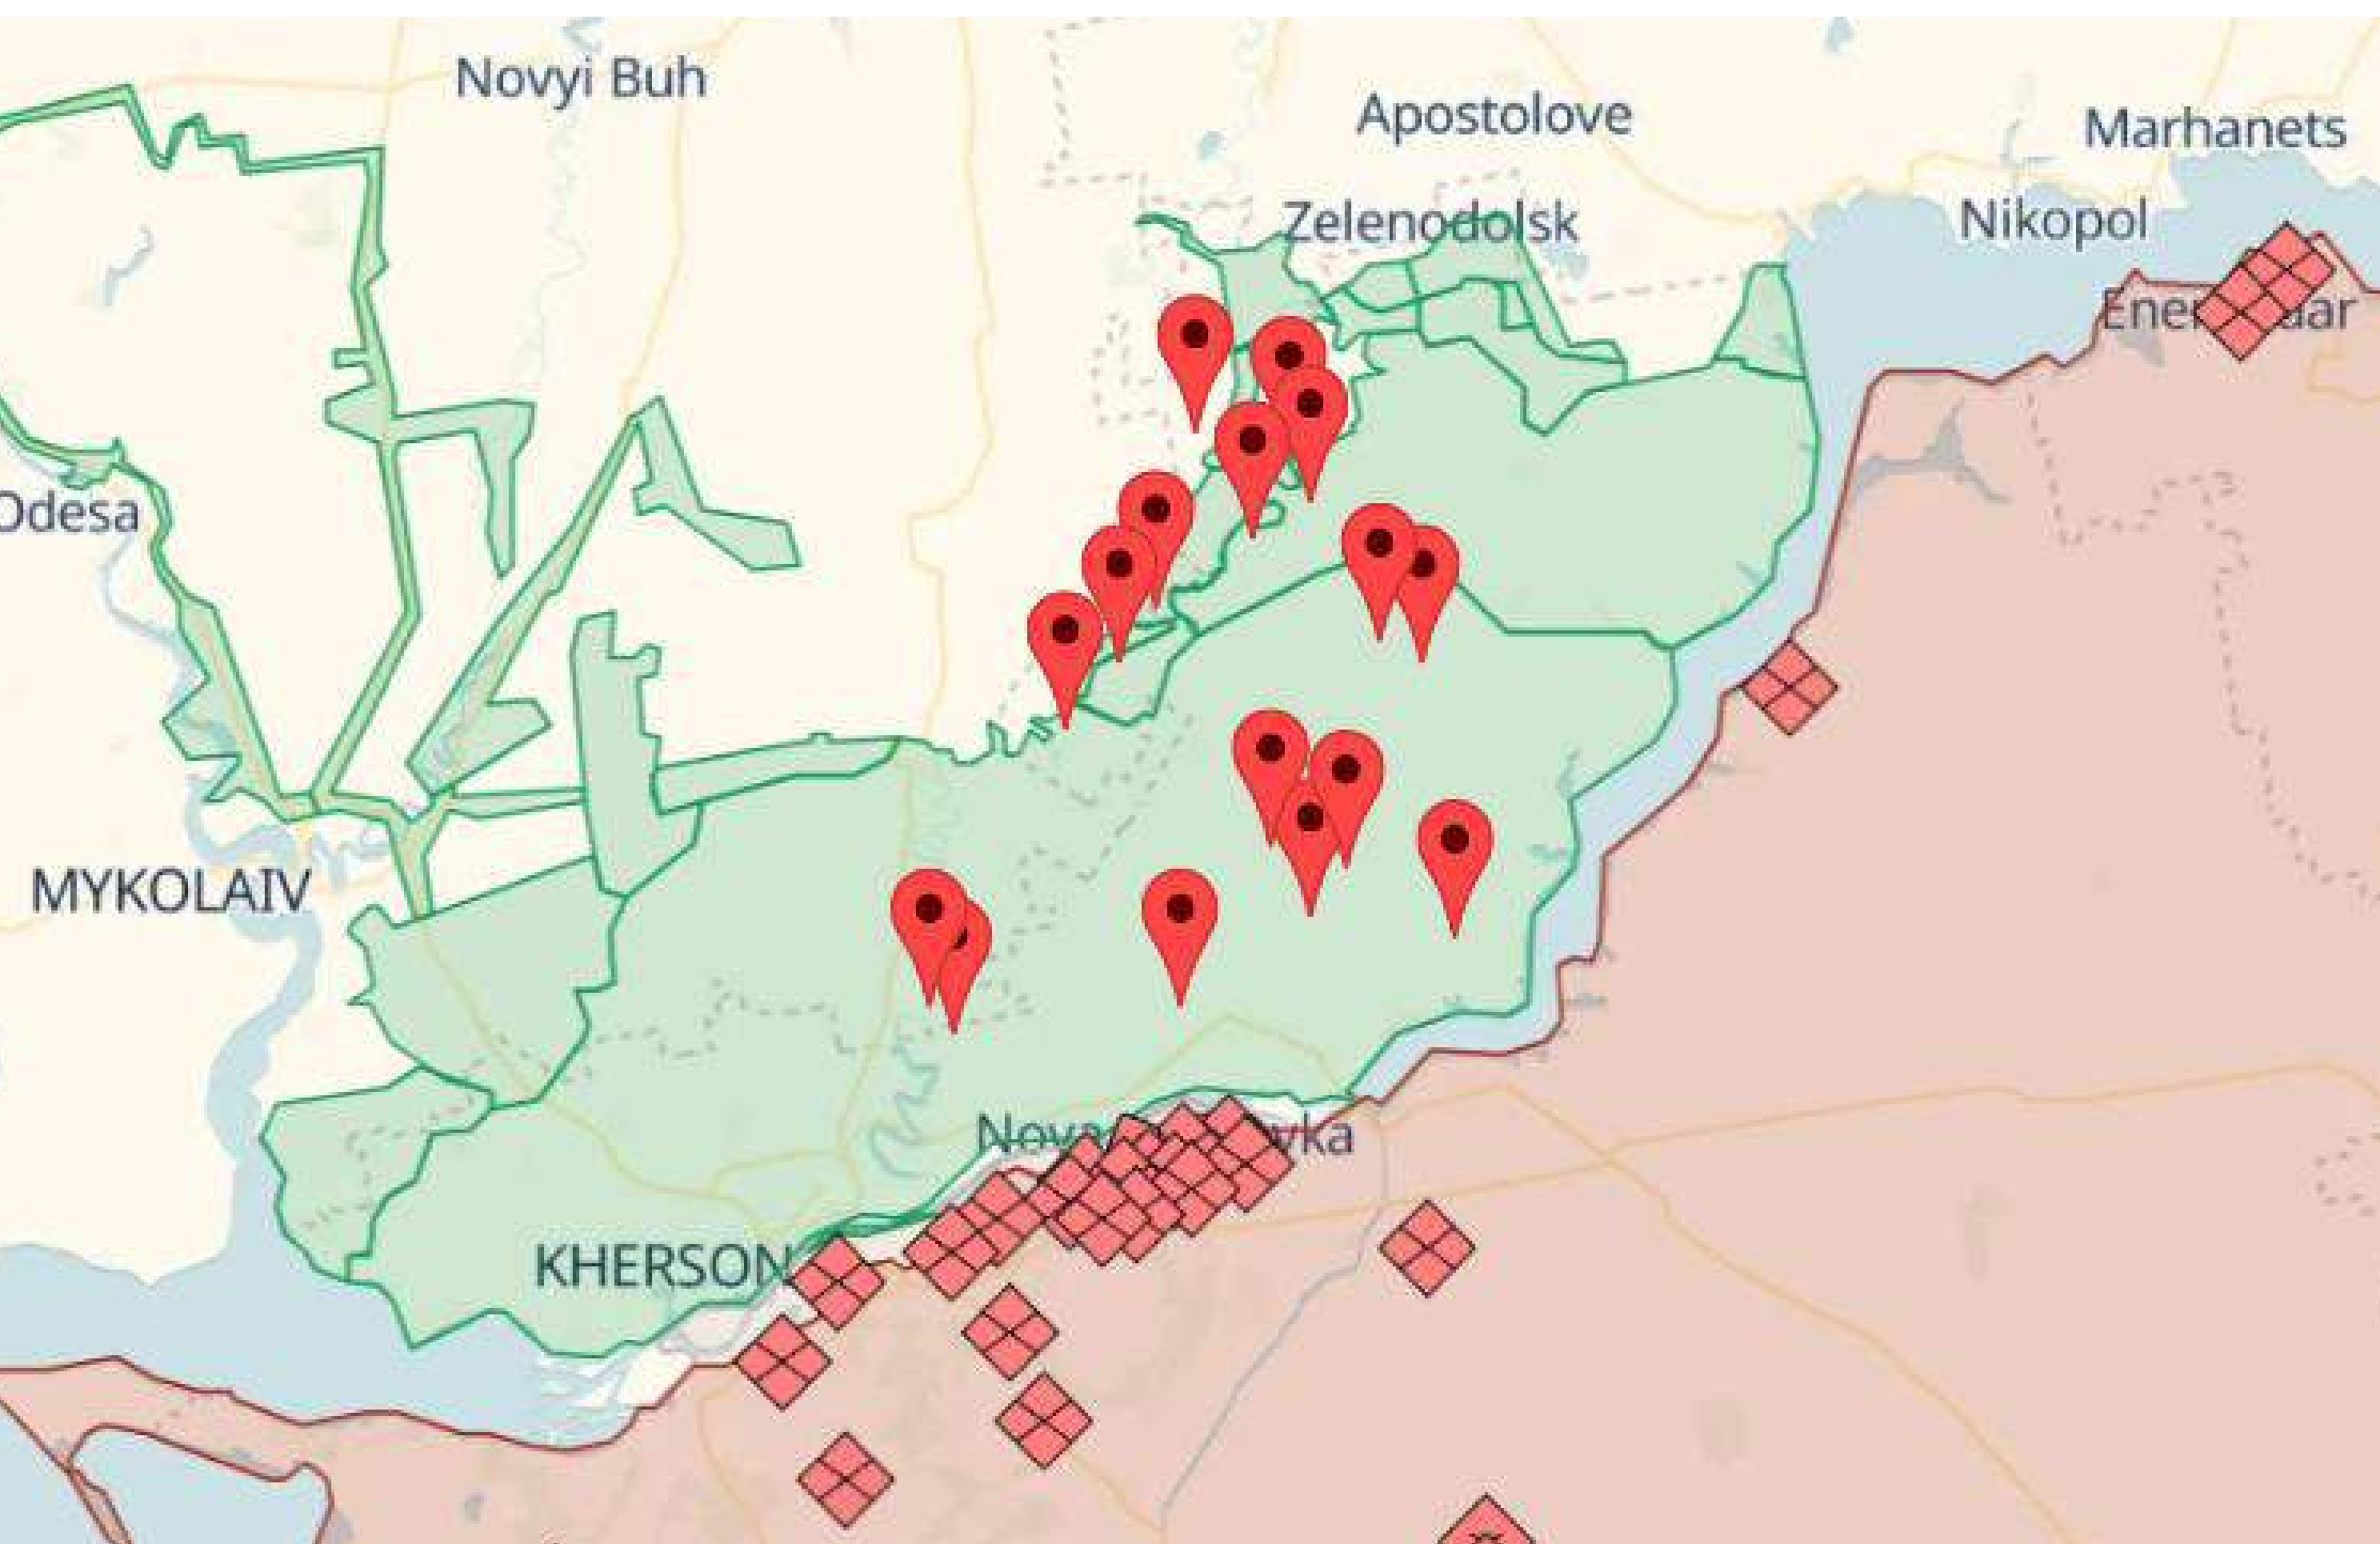 Novyi Buh
Apostolove
Marhanets
Zelenodolsk
Nikopol
Odesa
MYKOLAIV
KHERSON